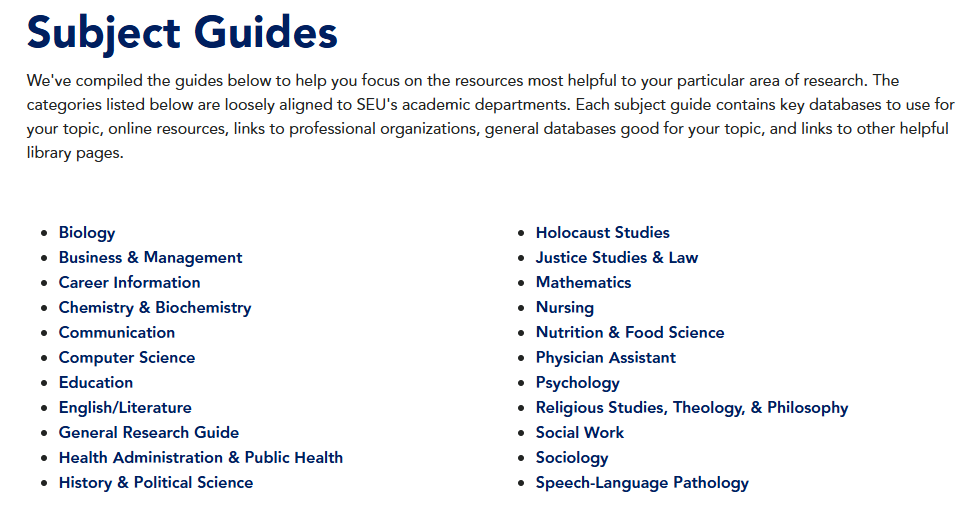 Subject Guides
We've compiled the guides below to help you focus on the resources most helpful to your particular area of research. The
categories listed below are loosely aligned to SEU's academic departments. Each subject guide contains key databases to use for
your topic, online resources, links to professional organizations, general databases good for your topic, and links to other helpful
library pages.
• Biology
• Business & Management
• Career Information
• Chemistry & Biochemistry
• Communication
• Computer Science
• Education
• English/Literature
• General Research Guide
• Health Administration & Public Health
• History & Political Science
• Holocaust Studies
• Justice Studies & Law
• Mathematics
• Nursing
• Nutrition & Food Science
• Physician Assistant
• Psychology
• Religious Studies, Theology, & Philosophy
• Social Work
• Sociology
• Speech-Language Pathology